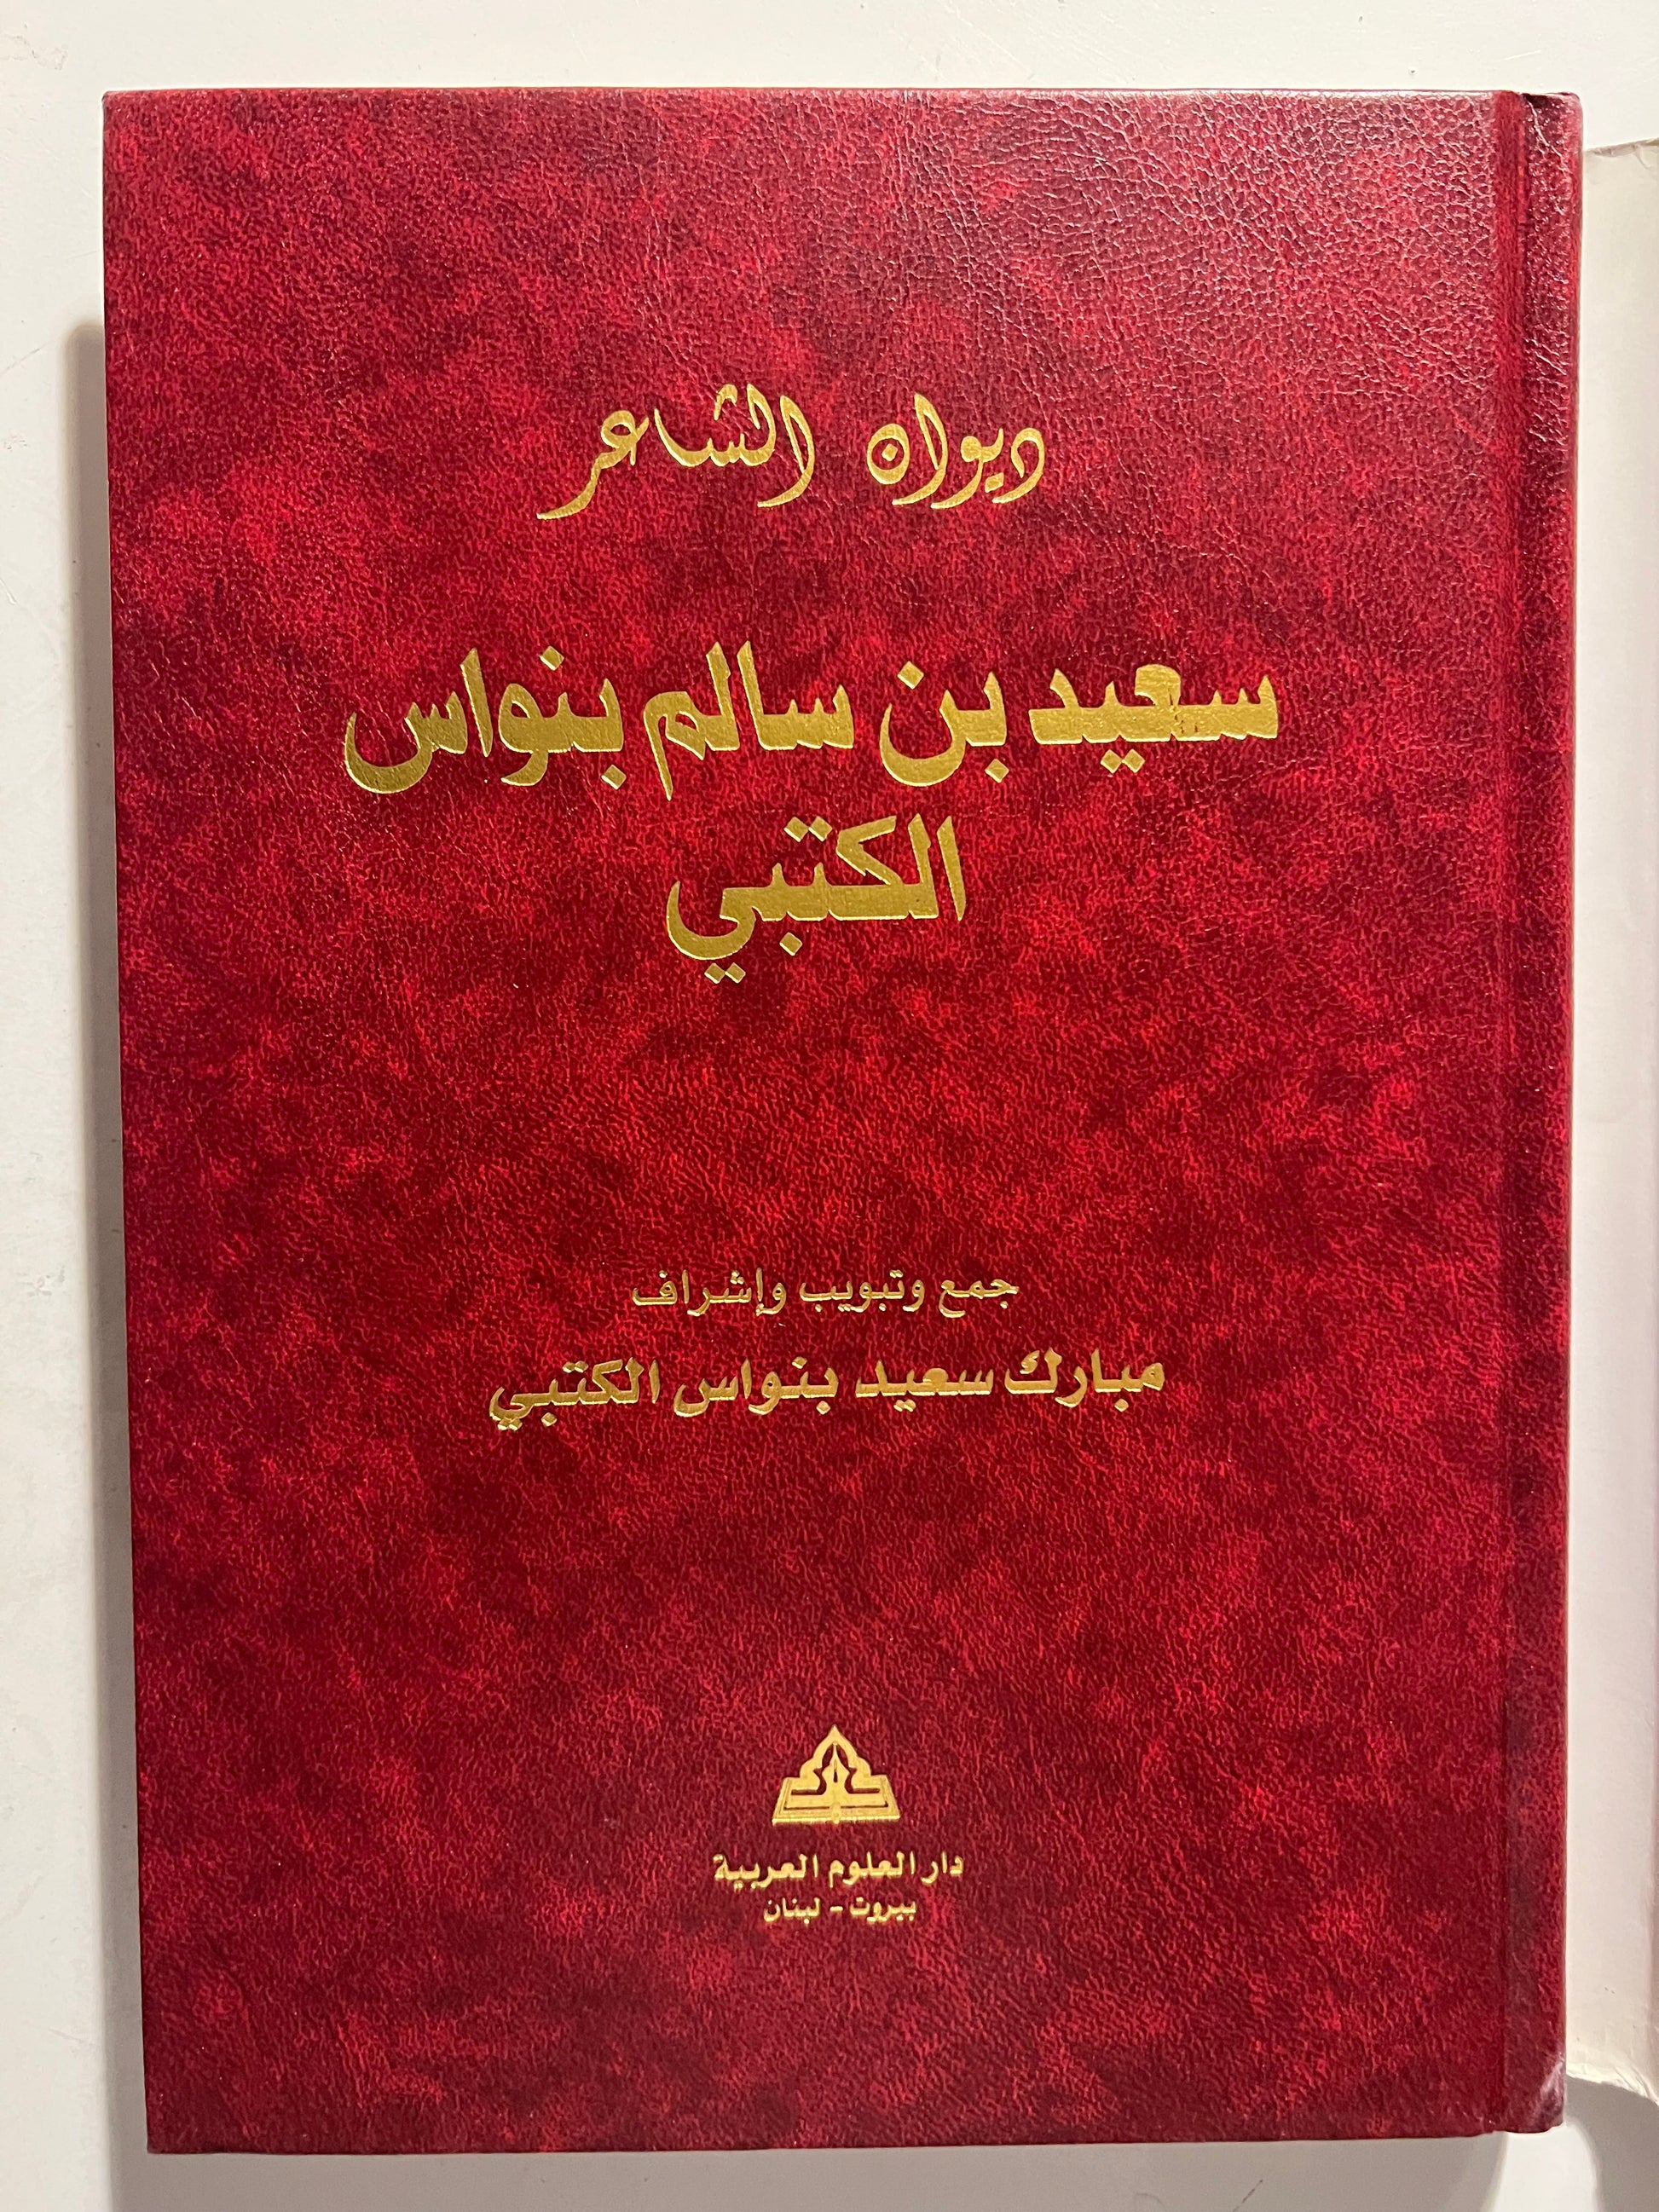 ديوان الشاعر
سعيد بن سالم بنواس
الكتبي
جمع وتبويب وإشراف
مبارك سعيد بنواس الكتبي
دار العلوم العربية
بيروت - لبنان